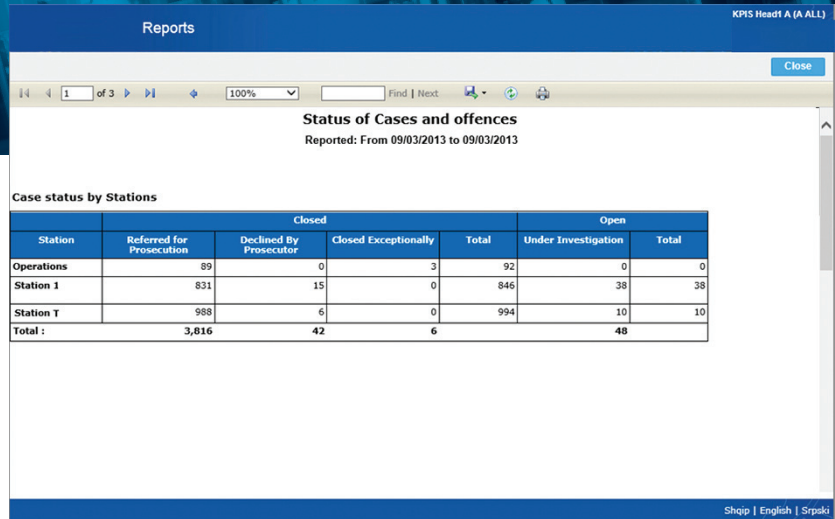 KPIS Head1 A (A ALL)
Reports
Close
1 of 3 100% Find | Next
Status of Cases and offences
Reported: From 09/03/2013 to 09/03/2013
Case status by Stations
Closed Open
Station Referred for Prosecution Declined By Prosecutor Closed Exceptionally Total Under Investigation Total
Operations 89 0 3 92 0 0
Station 1 831 15 0 846 38 38
Station T 988 6 0 994 10 10
Total : 3,816 42 6 48
Shqip | English | Srpski